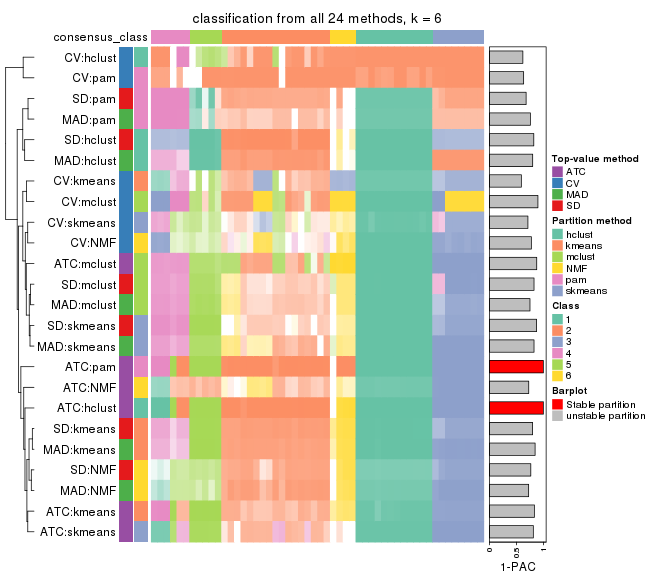 classification from all 24 methods, k = 6
consensus_class
CV:hclust
CV:pam
SD:pam
MAD:pam
SD:hclust
MAD:hclust
CV:kmeans
CV:mclust
CV:skmeans
CV:NMF
ATC:mclust
SD:mclust
MAD:mclust
SD:skmeans
MAD:skmeans
ATC:pam
ATC:NMF
ATC:hclust
SD:kmeans
MAD:kmeans
SD:NMF
MAD:NMF
ATC:kmeans
ATC:skmeans
0
0.5
1
1-PAC
Top-value method
ATC
CV
MAD
SD
Partition method
hclust
kmeans
mclust
NMF
pam
skmeans
Class
1
2
3
4
5
6
Barplot
Stable partition
unstable partition